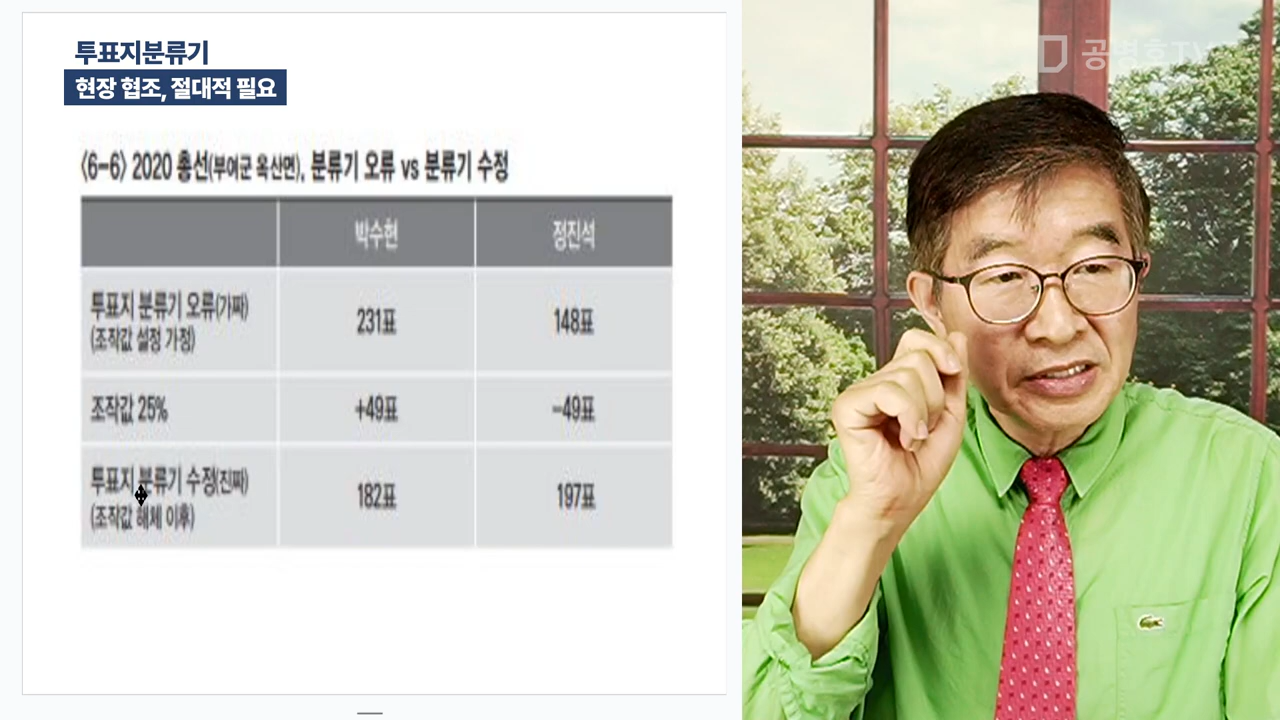 투표지분류기
현장 협조, 절대적 필요
〈6-6〉 2020 총선(부여군 옥산면), 분류기 오류 vs 분류기 수정
박수현 정진석
투표지 분류기 오류(가짜)
(조작값 설정 가정)
231표 148표
조작값 25% +49표 -49표
투표지 분류기 수정(진짜)
(조작값 해체 이후)
182표 197표
공병호TV